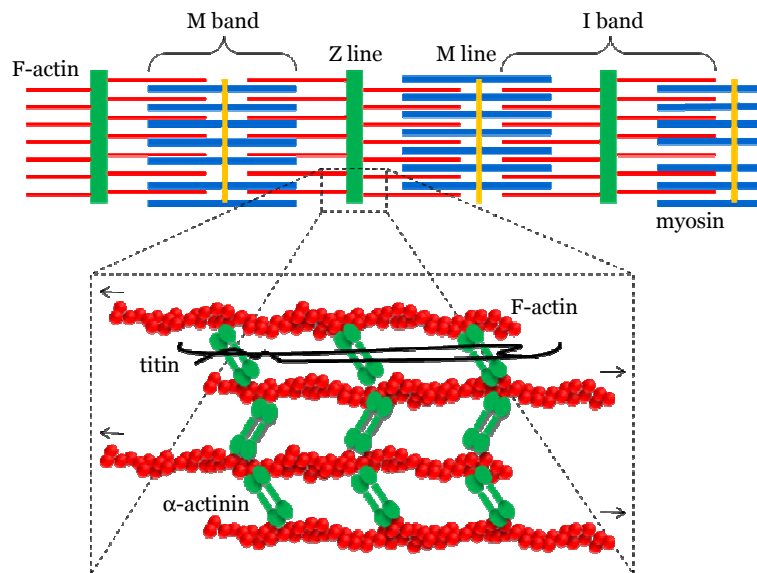 M band
I band
Z line
M line
F-actin
myosin
F-actin
titin
α-actinin